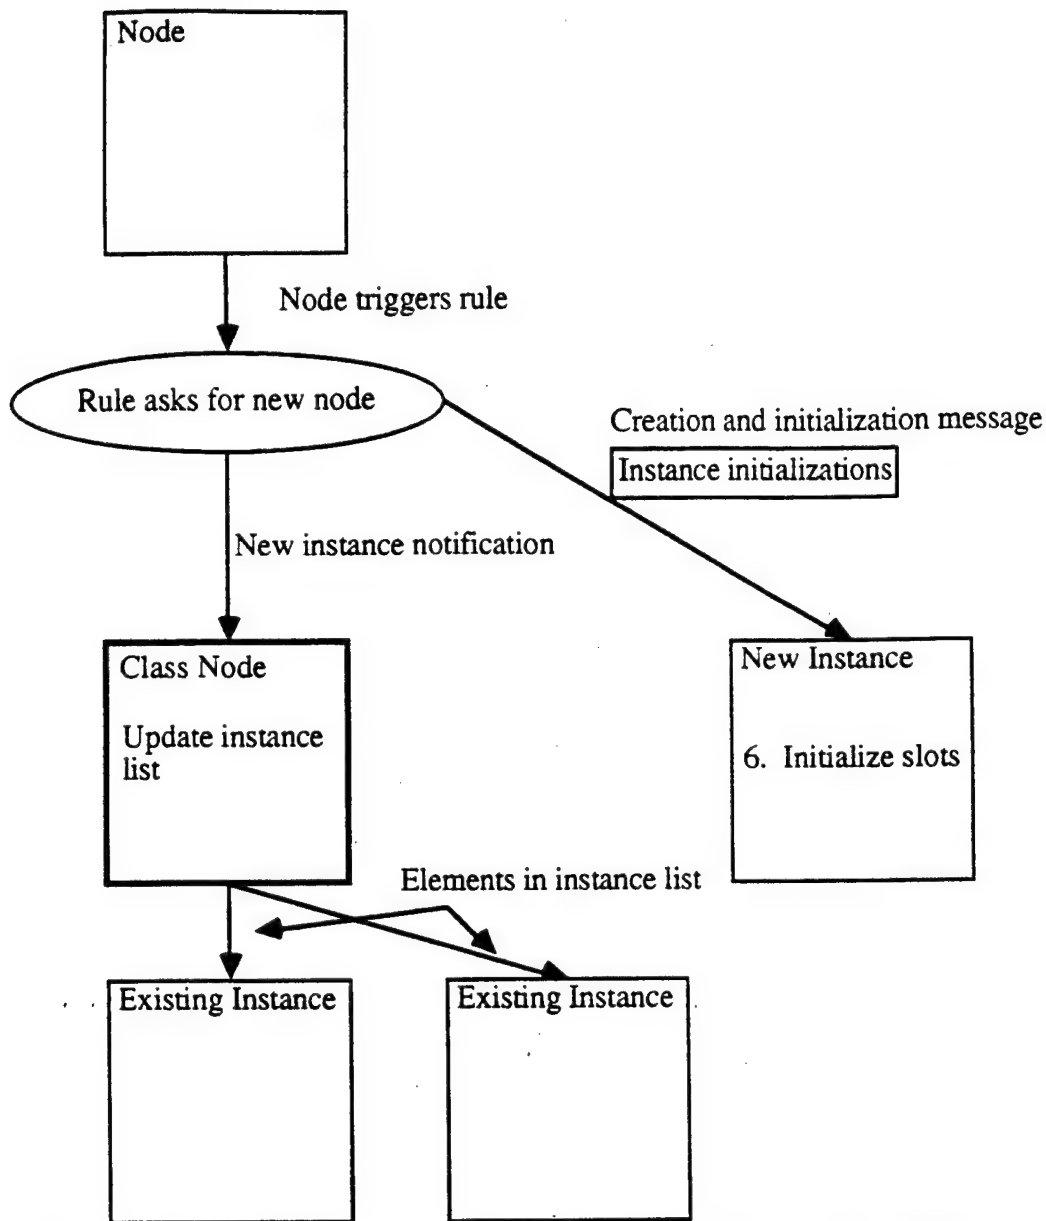 Node
Node triggers rule
Rule asks for new node
Creation and initialization message
Instance initializations
New instance notification
Class Node
Update instance
list
New Instance
6. Initialize slots
Elements in instance list
Existing Instance
Existing Instance